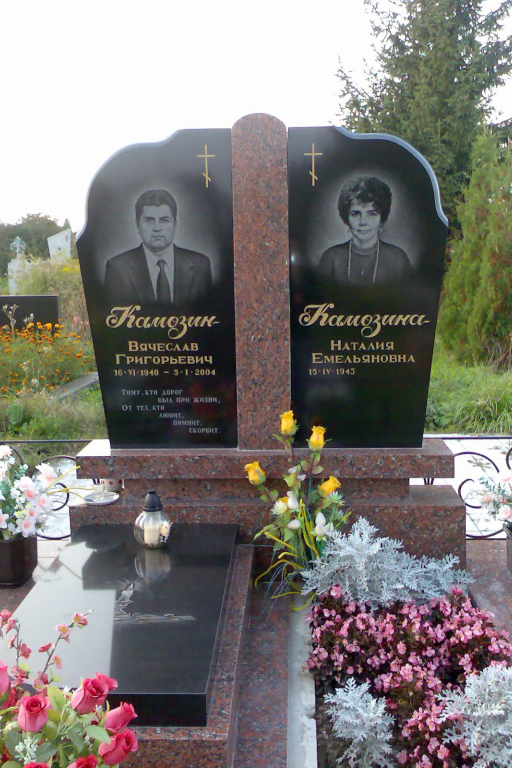 Камозин
Вячеслав
Григорьевич
16·VI·1940 – 5·I·2004
Тому, кто дорог
был при жизни,
От тех, кто
любит,
помнит,
скорбит.
Камозина
Наталия
Емельяновна
15·IV·1943